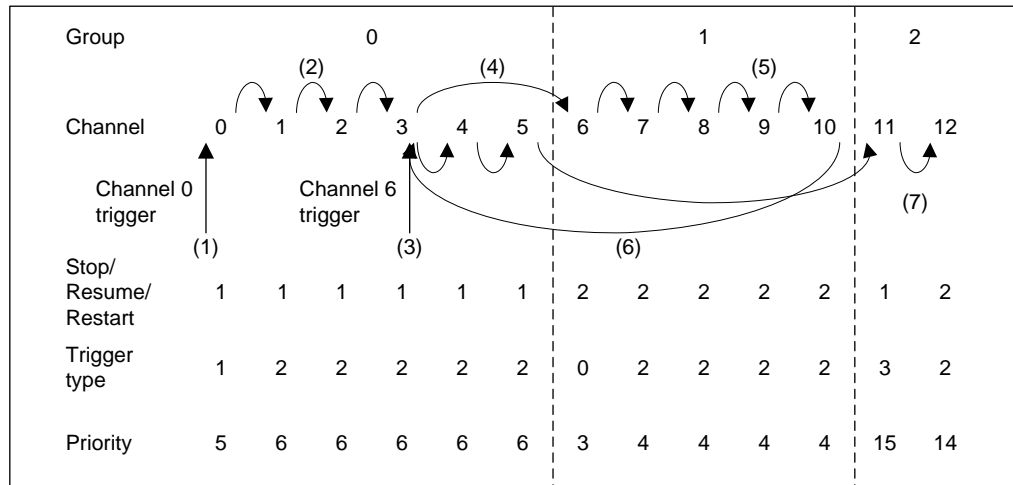 Group 0 1 2
(2) (4) (5)
Channel 0 1 2 3 4 5 6 7 8 9 10 11 12
Channel 0
trigger
Channel 6
trigger
(7)
(1) (3) (6)
Stop/
Resume/
Restart
1 1 1 1 1 1 2 2 2 2 2 1 2
Trigger
type
1 2 2 2 2 2 0 2 2 2 2 3 2
Priority 5 6 6 6 6 6 3 4 4 4 4 15 14